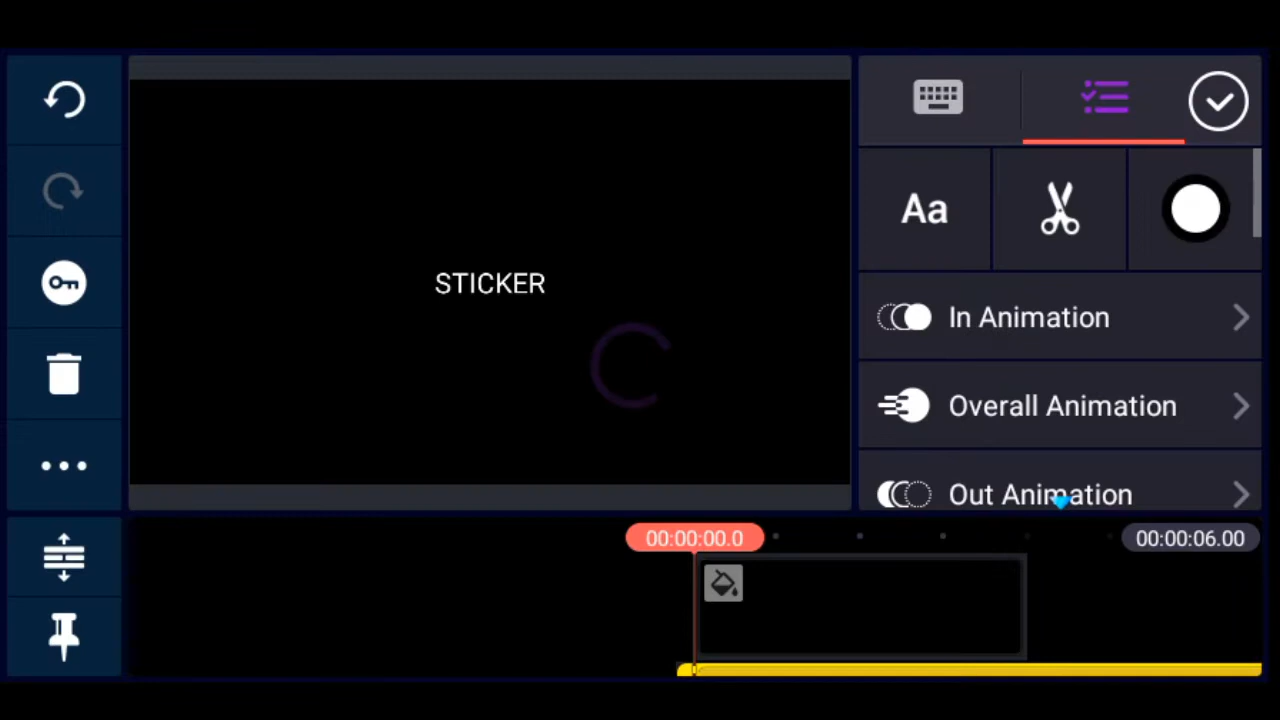 STICKER
Aa
In Animation
Overall Animation
Out Animation
00:00:00.0
00:00:06.00